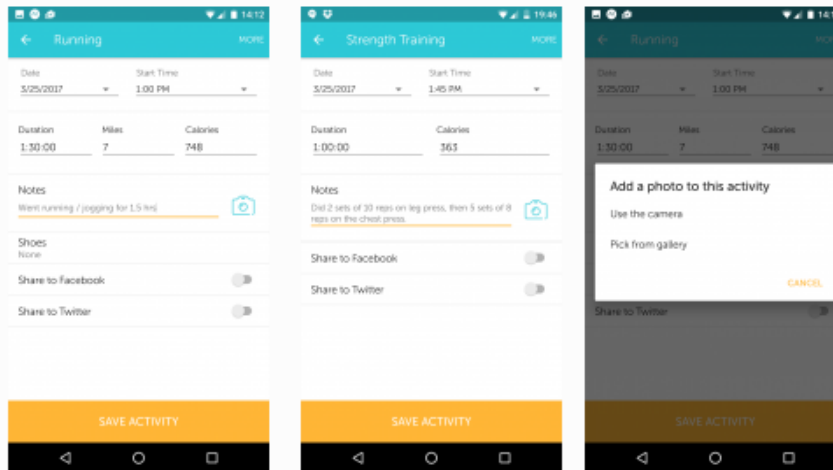 14:12
Running
MORE
Date
Start Time
3/25/2017
1:00 PM
Duration
Miles
Calories
1:30:00
7
748
Notes
Went running / jogging for 1.5 hrs
Shoes
None
Share to Facebook
Share to Twitter
SAVE ACTIVITY
19:46
Strength Training
MORE
Date
Start Time
3/25/2017
1:45 PM
Duration
Calories
1:00:00
363
Notes
Did 2 sets of 10 reps on leg press, then 5 sets of 8
reps on the chest press.
Share to Facebook
Share to Twitter
SAVE ACTIVITY
Running
Date
Start Time
3/25/2017
1:00 PM
Duration
Miles
Calories
1:30:00
7
748
Add a photo to this activity
Use the camera
Pick from gallery
CANCEL
Share to Twitter
SAVE ACTIVITY